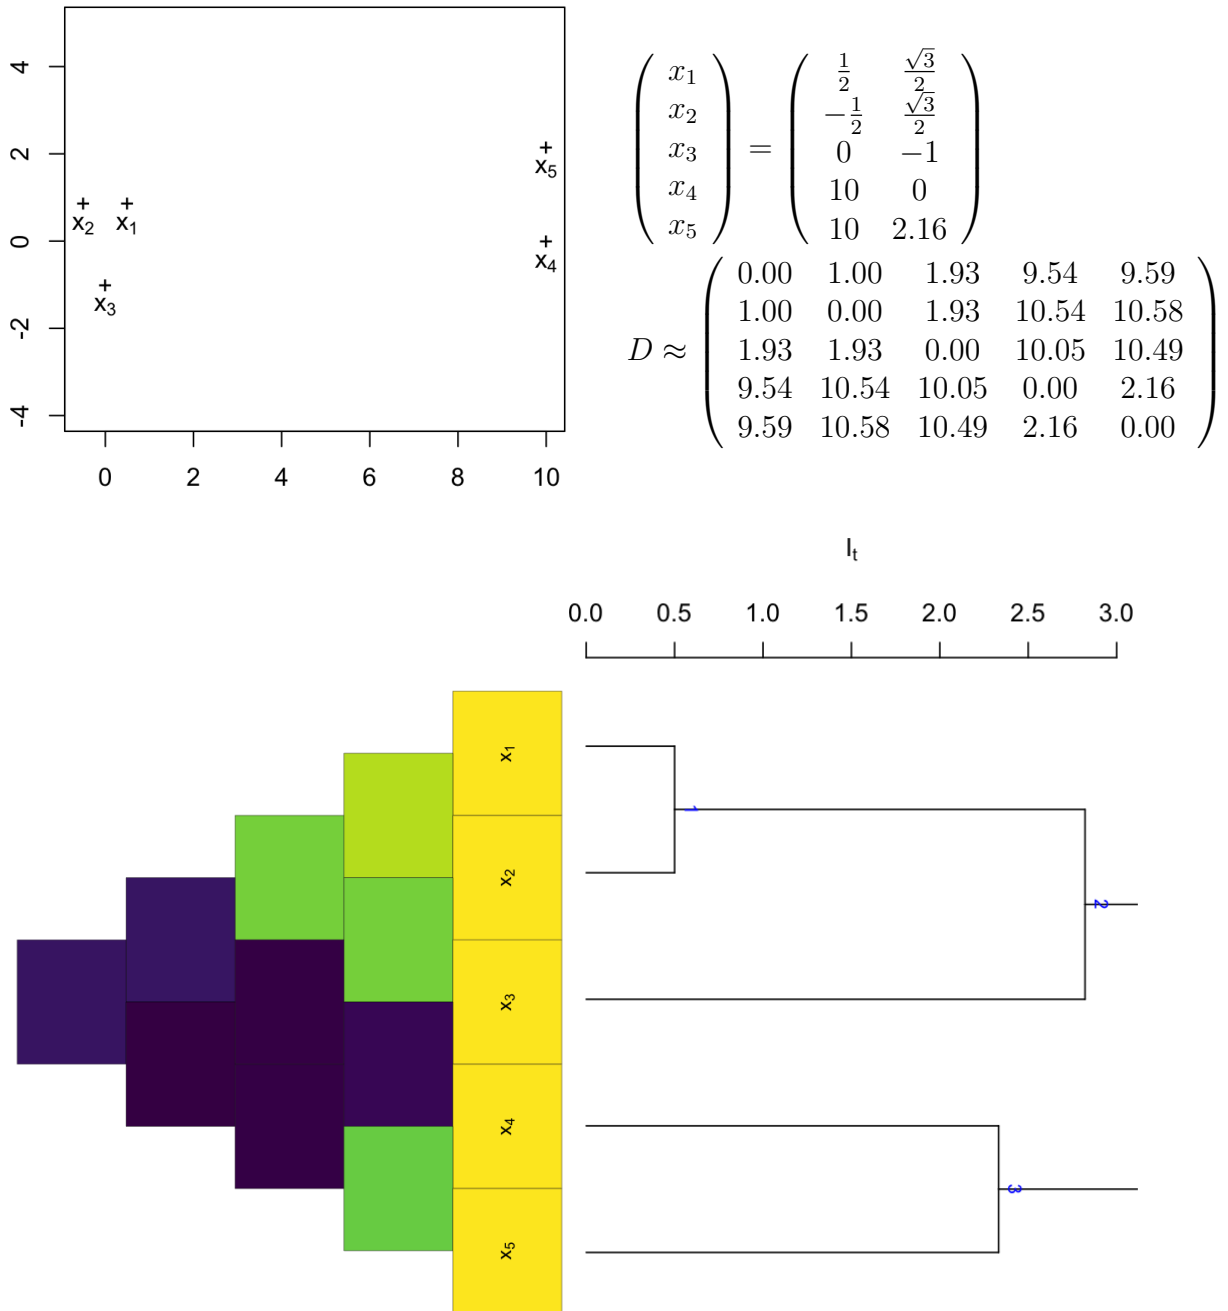 4
2
0
-2
-4
0 2 4 6 8 10
x₅
x₂ x₁
x₄
x₃
( x₁ x₂ x₃ x₄ x₅ ) = (
1/2 √3/2
−1/2 √3/2
0 −1
10 0
10 2.16 )
D ≈ (
0.00 1.00 1.93 9.54 9.59
1.00 0.00 1.93 10.54 10.58
1.93 1.93 0.00 10.05 10.49
9.54 10.54 10.05 0.00 2.16
9.59 10.58 10.49 2.16 0.00 )
Iₜ
0.0 0.5 1.0 1.5 2.0 2.5 3.0
x₁
x₂
x₃
x₄
x₅
1
2
3